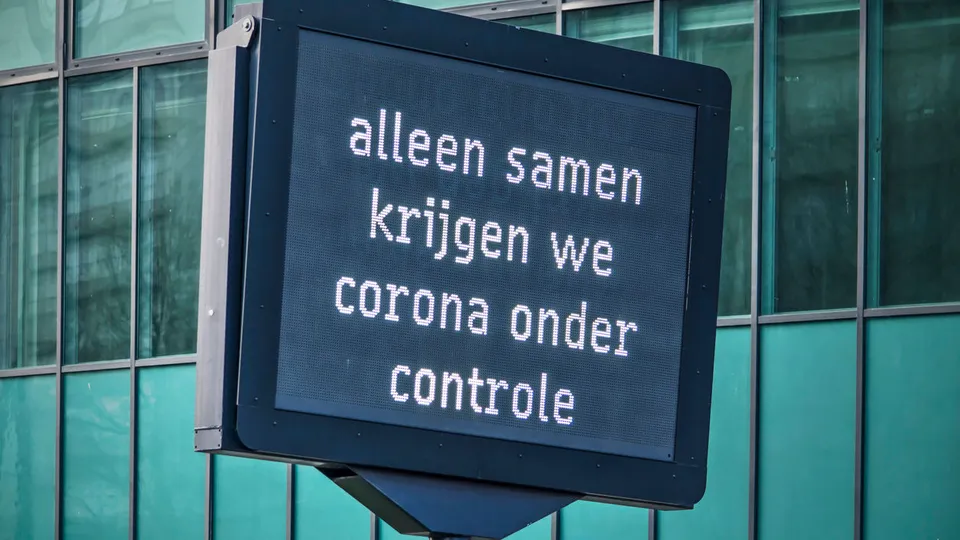 alleen samen
krijgen we
corona onder
controle